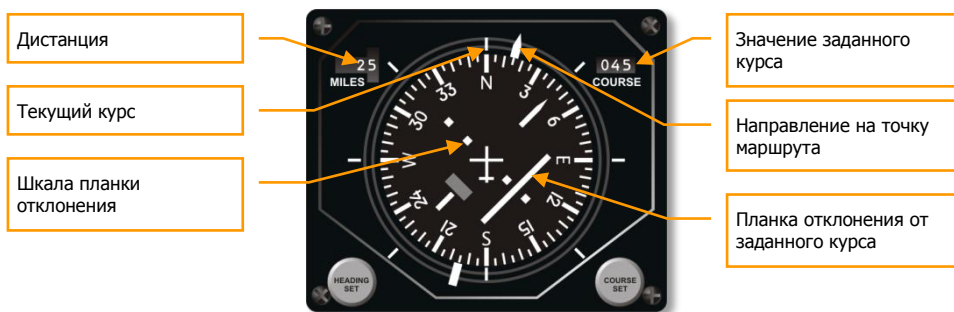 Дистанция
Текущий курс
Шкала планки
отклонения
25
MILES
045
COURSE
N
3
6
E
12
15
S
21
24
W
30
33
HEADING
SET
COURSE
SET
Значение заданного
курса
Направление на точку
маршрута
Планка отклонения от
заданного курса